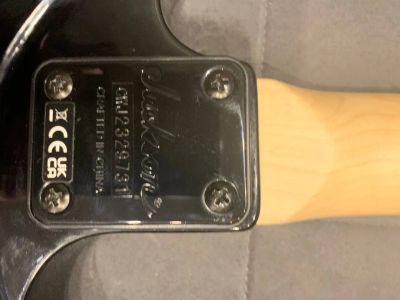 Jackson®
CWJ2329731
CRAFTED IN CHINA
CE
UK
CA